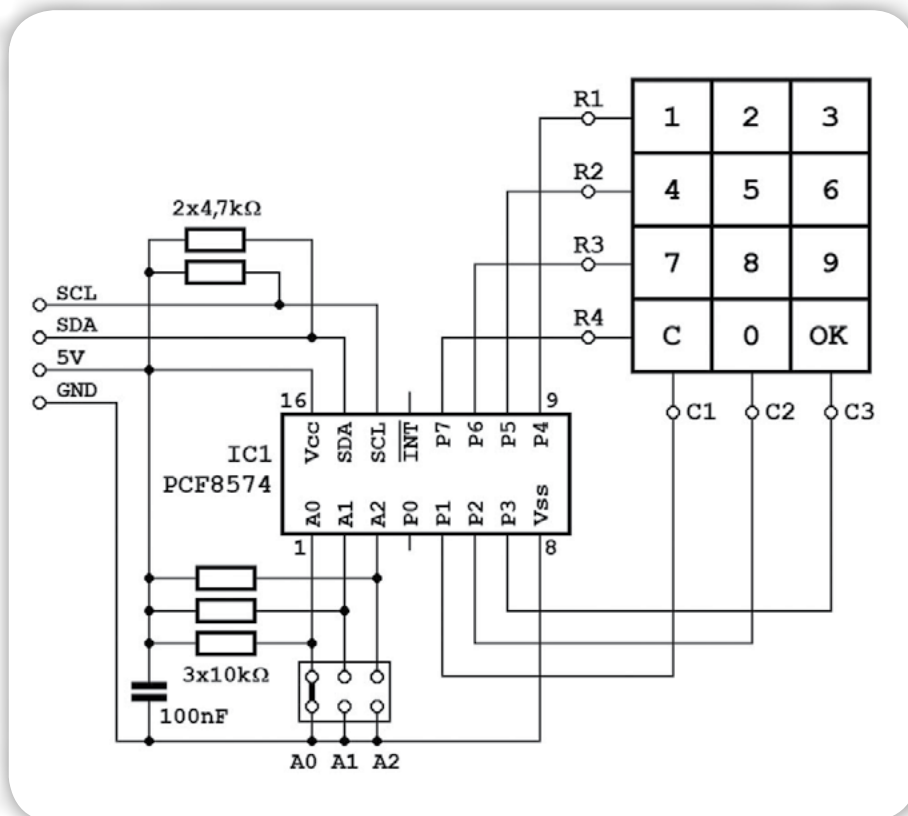 R1
1 2 3
R2
4 5 6
2x4,7kΩ
R3
7 8 9
SCL
R4
C 0 OK
SDA
5V
GND
16 9
C1 C2 C3
Vcc SDA SCL INT P7 P6 P5 P4
IC1
PCF8574
A0 A1 A2 P0 P1 P2 P3 Vss
1 8
3x10kΩ
100nF
A0 A1 A2